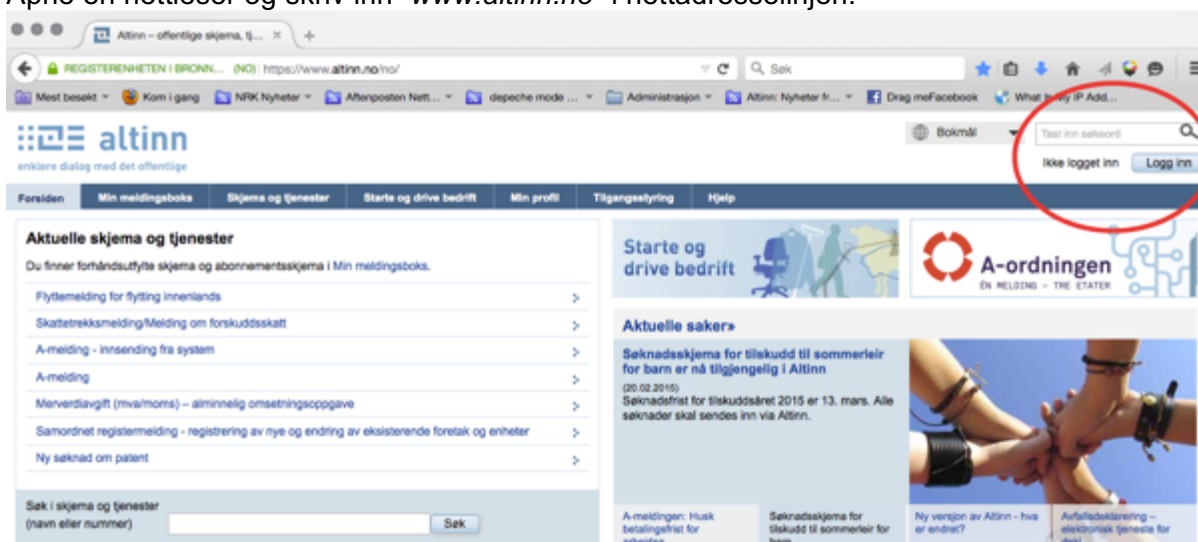 Åpne en nettleser og skriv inn "www.altinn.no" i nettadresselinjen.
Altinn – offentlige skjema, tj...
REGISTERENHETEN I BRONN... (NO) https://www.altinn.no/no/
Søk
Mest besøkt Kom i gang NRK Nyheter Aftenposten Nett... depeche mode ... Administrasjon Altinn: Nyheter fr... Drag meFacebook What Is My IP Add...
altinn
enklere dialog med det offentlige
Bokmål
Tast inn søkeord
Ikke logget inn Logg inn
Forsiden Min meldingsboks Skjema og tjenester Starte og drive bedrift Min profil Tilgangsstyring Hjelp
Aktuelle skjema og tjenester
Du finner forhåndsutfylte skjema og abonnementsskjema i Min meldingsboks.
Flyttemelding for flytting innenlands
Skattetrekksmelding/Melding om forskuddsskatt
A-melding - innsending fra system
A-melding
Merverdiavgift (mva/moms) – alminnelig omsetningsoppgave
Samordnet registermelding - registrering av nye og endring av eksisterende foretak og enheter
Ny søknad om patent
Søk i skjema og tjenester
(navn eller nummer)
Søk
Starte og
drive bedrift
A-ordningen
ÉN MELDING – TRE ETATER
Aktuelle saker»
Søknadsskjema for tilskudd til sommerleir
for barn er nå tilgjengelig i Altinn
(20.02.2015)
Søknadsfrist for tilskuddsåret 2015 er 13. mars. Alle
søknader skal sendes inn via Altinn.
A-meldingen: Husk
betalingsfrist for
Søknadsskjema for
tilskudd til sommerleir for
barn
Ny versjon av Altinn - hva
er endret?
Avfallsdeklarering –
elektronisk tjeneste for